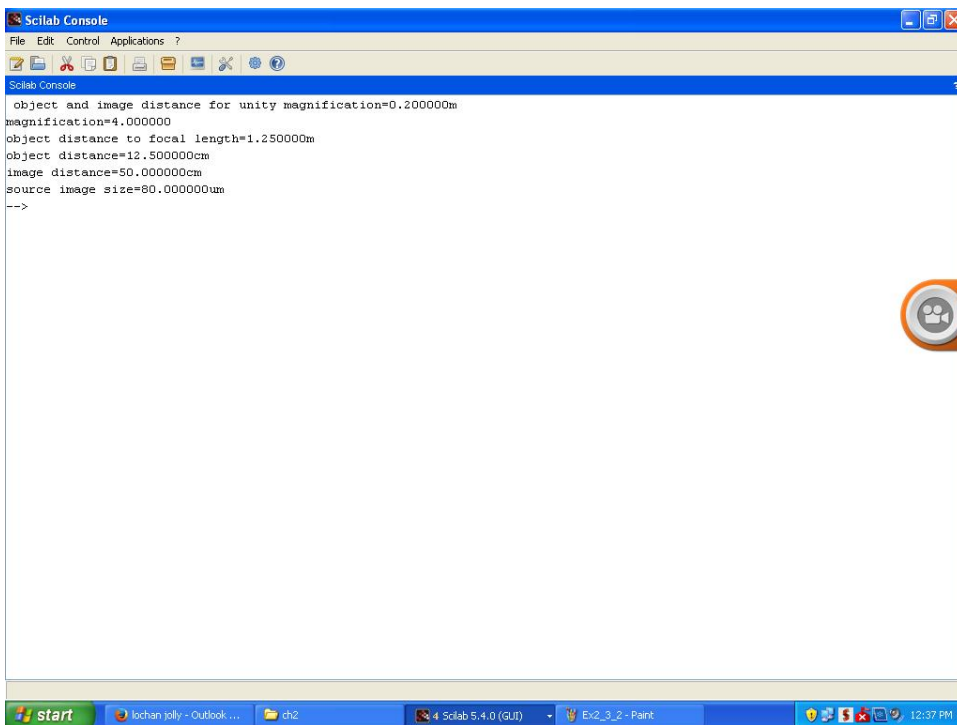 Scilab Console
File Edit Control Applications ?
Scilab Console ?
object and image distance for unity magnification=0.200000m
magnification=4.000000
object distance to focal length=1.250000m
object distance=12.500000cm
image distance=50.000000cm
source image size=80.000000um
-->
start lochan jolly - Outlook ... ch2 4 Scilab 5.4.0 (GUI) Ex2_3_2 - Paint 12:37 PM